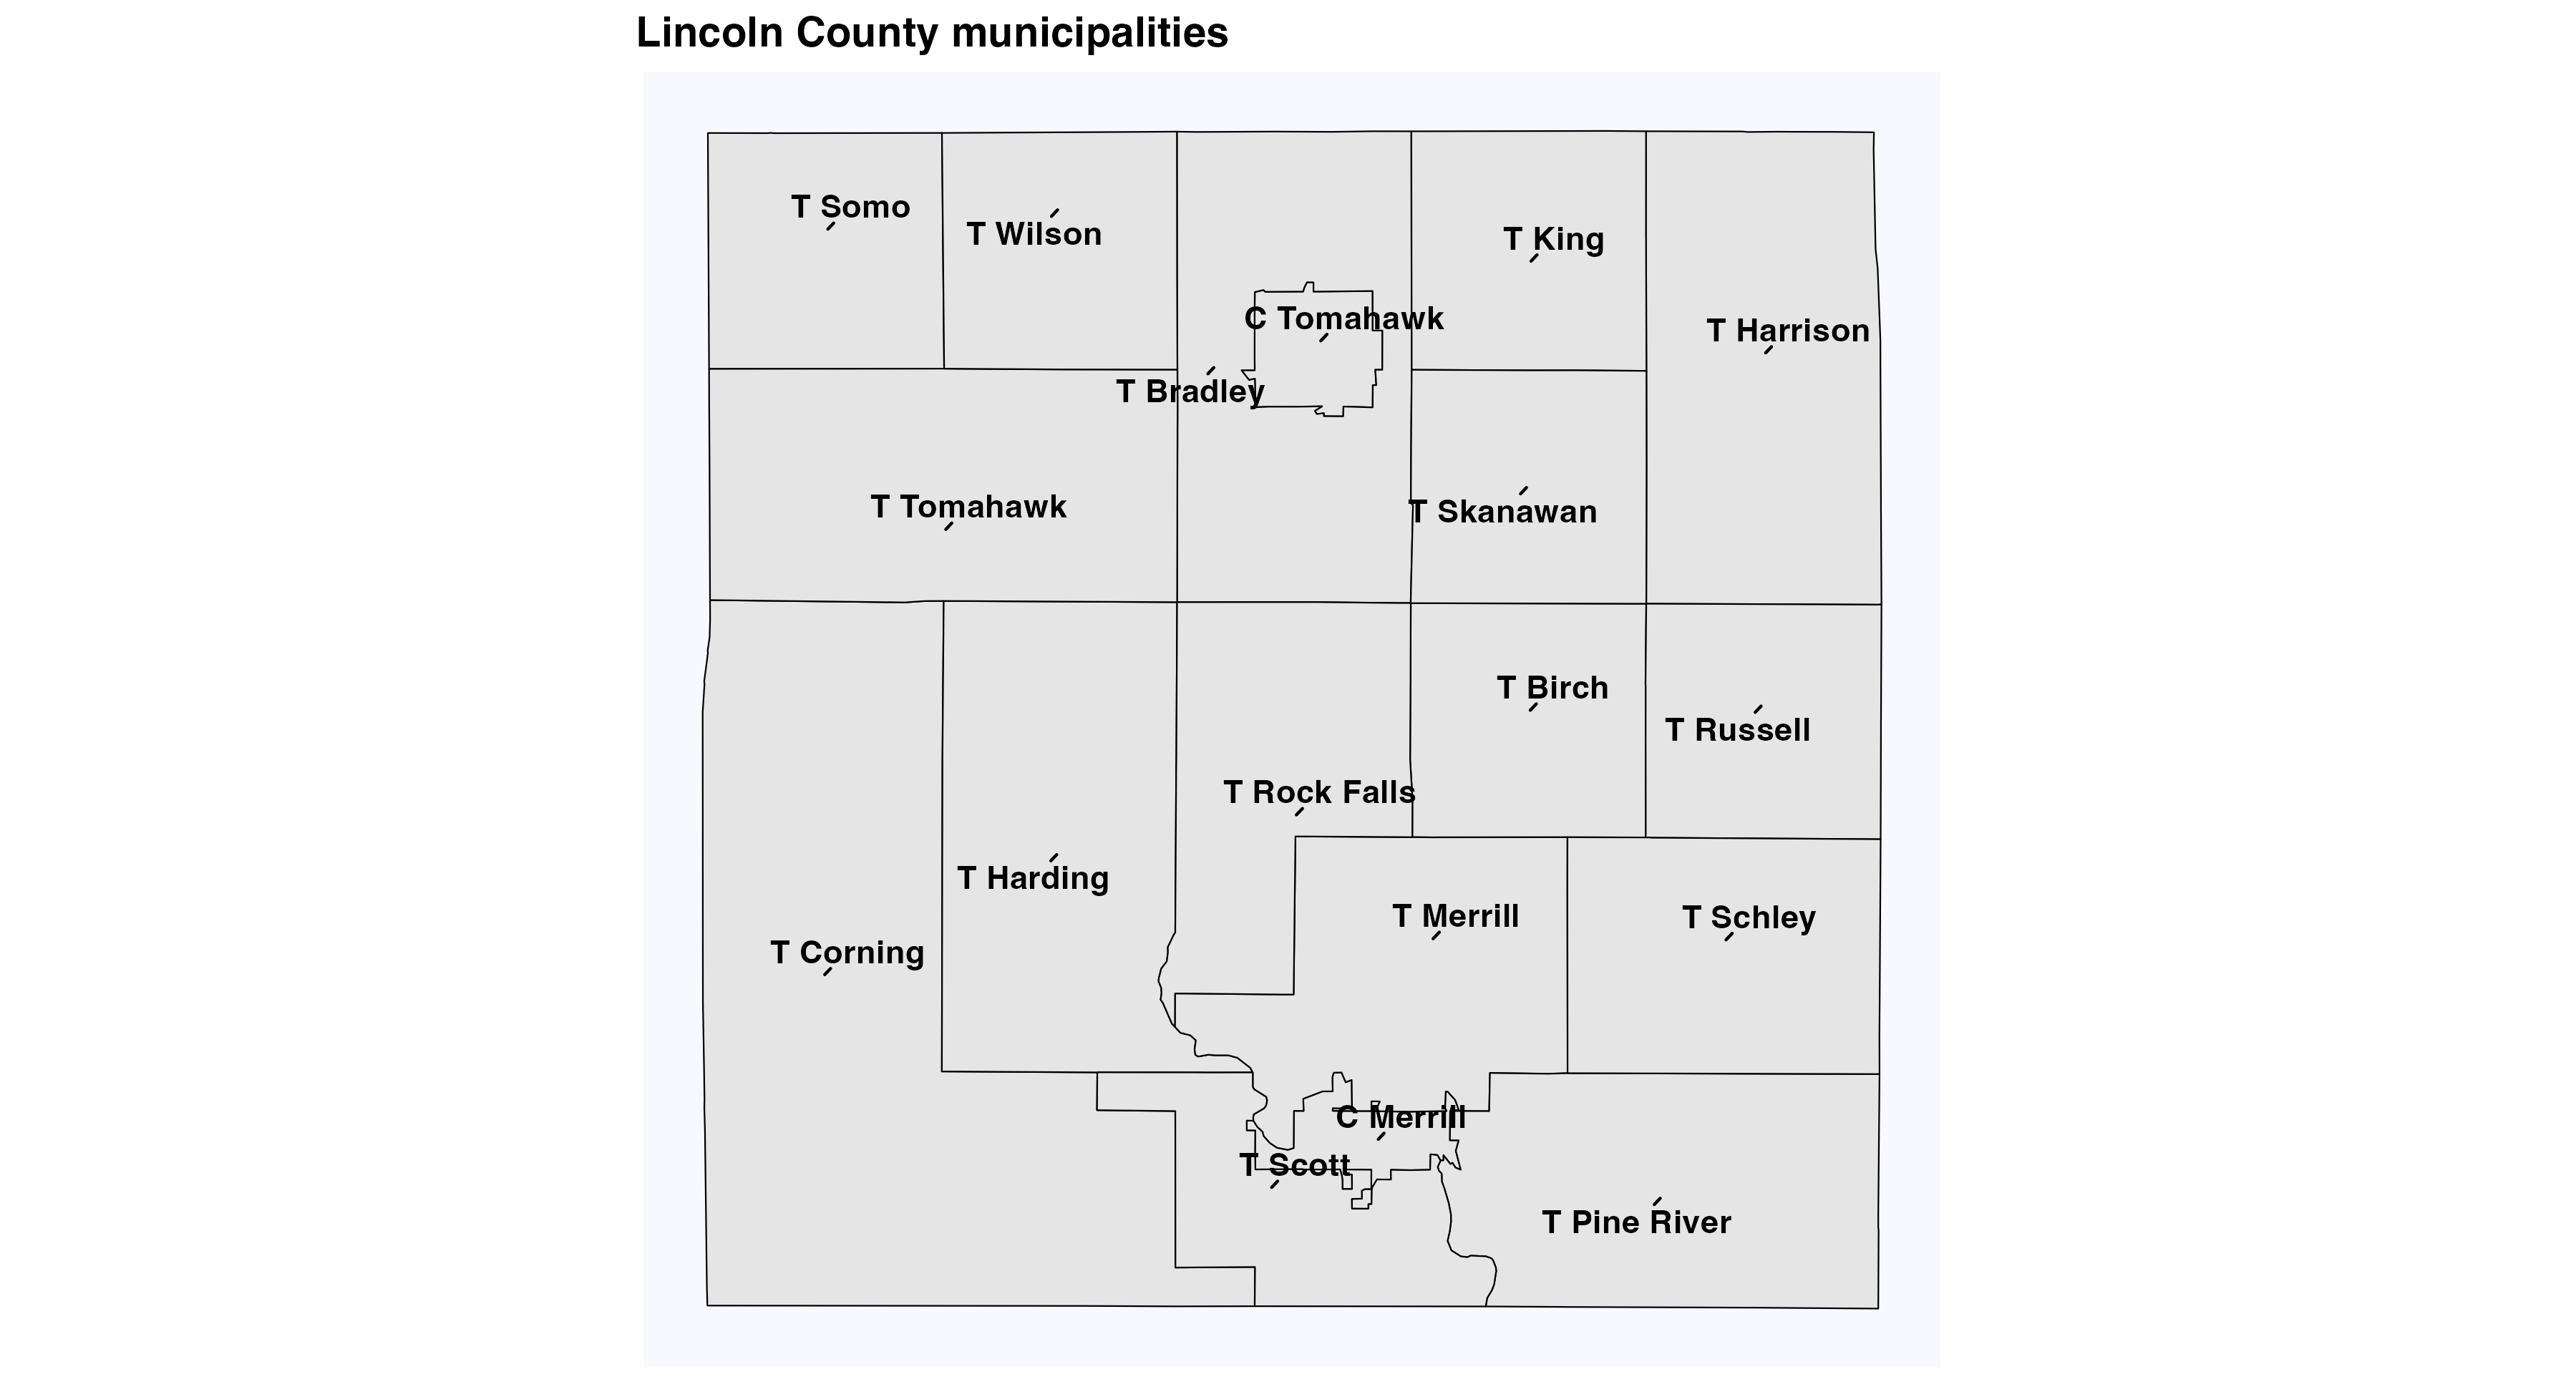 Lincoln County municipalities
T Somo
T Wilson
T King
C Tomahawk
T Harrison
T Bradley
T Tomahawk
T Skanawan
T Birch
T Russell
T Rock Falls
T Harding
T Merrill
T Schley
T Corning
C Merrill
T Scott
T Pine River